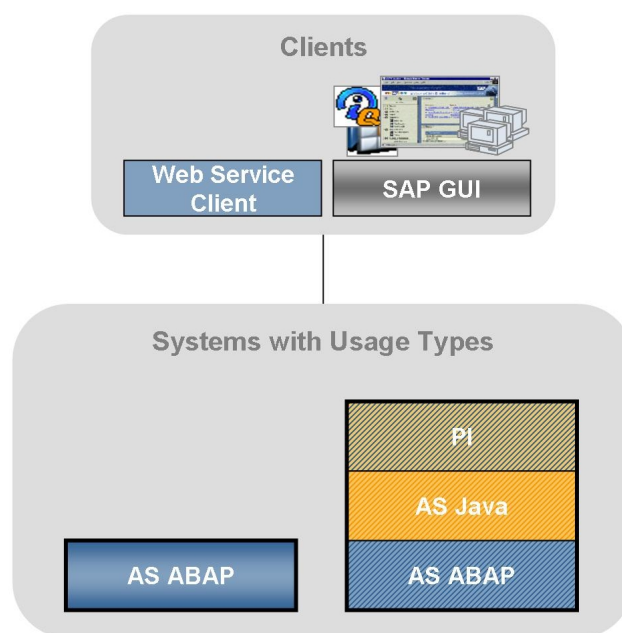 Clients
Web Service
Client
SAP GUI
Systems with Usage Types
PI
AS Java
AS ABAP
AS ABAP